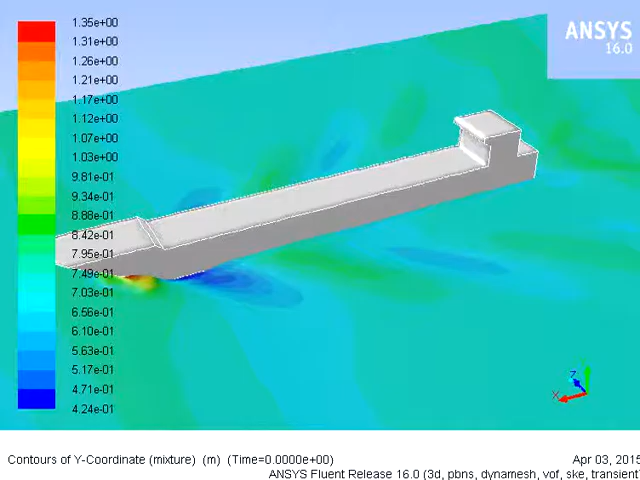 ANSYS
16.0
1.35e+00
1.31e+00
1.26e+00
1.21e+00
1.17e+00
1.12e+00
1.07e+00
1.03e+00
9.81e-01
9.34e-01
8.88e-01
8.42e-01
7.95e-01
7.49e-01
7.03e-01
6.56e-01
6.10e-01
5.63e-01
5.17e-01
4.71e-01
4.24e-01
Z
X
Contours of Y-Coordinate (mixture) (m) (Time=0.0000e+00)
Apr 03, 2015
ANSYS Fluent Release 16.0 (3d, pbns, dynamesh, vof, ske, transient)